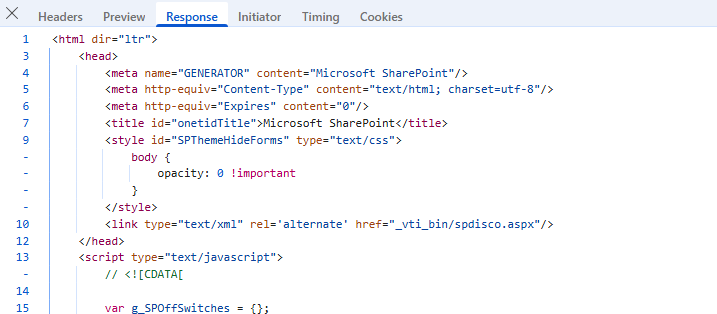 Headers Preview Response Initiator Timing Cookies
1 <html dir="ltr">
3 <head>
4 <meta name="GENERATOR" content="Microsoft SharePoint"/>
5 <meta http-equiv="Content-Type" content="text/html; charset=utf-8"/>
6 <meta http-equiv="Expires" content="0"/>
7 <title id="onetidTitle">Microsoft SharePoint</title>
9 <style id="SPThemeHideForms" type="text/css">
- body {
- opacity: 0 !important
- }
- </style>
10 <link type="text/xml" rel='alternate' href="_vti_bin/spdisco.aspx"/>
12 </head>
13 <script type="text/javascript">
- // <![CDATA[
14
15 var g_SPOffSwitches = {};